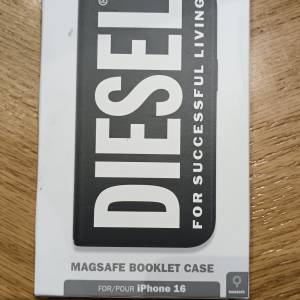 DIESEL®
FOR SUCCESSFUL LIVING
MAGSAFE BOOKLET CASE
FOR/POUR iPhone 16